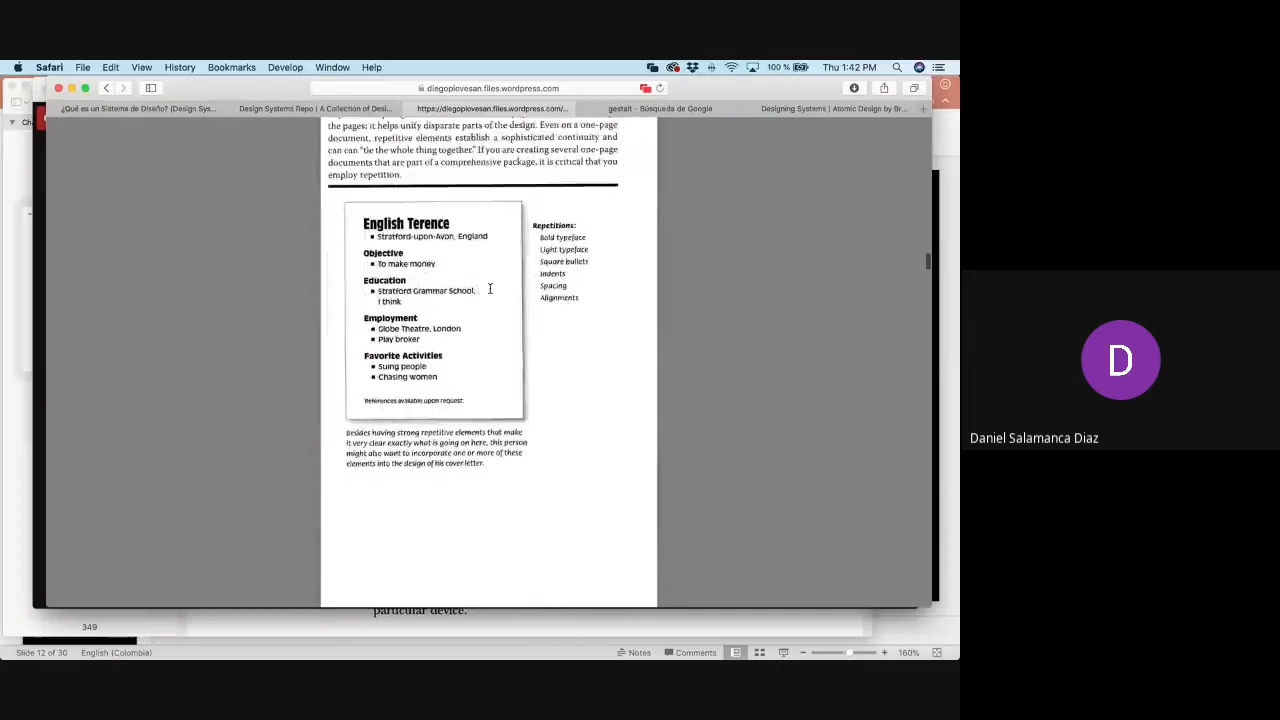 Safari File Edit View History Bookmarks Develop Window Help
100 % Thu 1:42 PM
diegopiovesan.files.wordpress.com
¿Qué es un Sistema de Diseño? (Design Sys...
Design Systems Repo | A Collection of Desi...
https://diegopiovesan.files.wordpress.com/...
gestalt - Búsqueda de Google
Designing Systems | Atomic Design by Br...
the pages; it helps unify disparate parts of the design. Even on a one-page
document, repetitive elements establish a sophisticated continuity and
can can "tie the whole thing together." If you are creating several one-page
documents that are part of a comprehensive package, it is critical that you
employ repetition.
English Terence
▪ Stratford-upon-Avon, England
Objective
▪ To make money
Education
▪ Stratford Grammar School,
I think
Employment
▪ Globe Theatre, London
▪ Play broker
Favorite Activities
▪ Suing people
▪ Chasing women
References available upon request.
Repetitions:
Bold typeface
Light typeface
Square bullets
Indents
Spacing
Alignments
Besides having strong repetitive elements that make
it very clear exactly what is going on here, this person
might also want to incorporate one or more of these
elements into the design of his cover letter.
particular device.
349
Slide 12 of 30 English (Colombia)
Notes Comments 160%
D
Daniel Salamanca Diaz